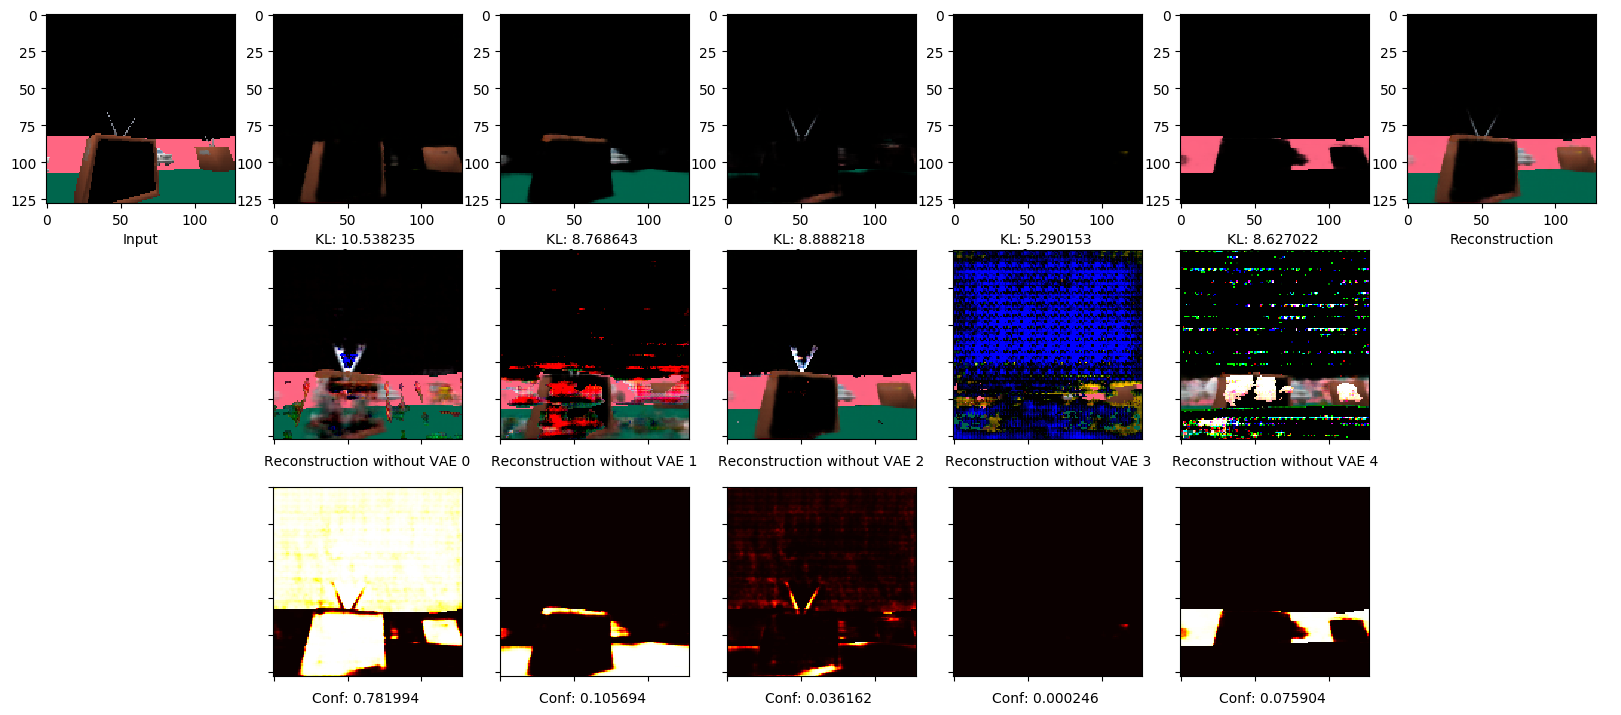 0
25
50
75
100
125
0 50 100
Input
0
25
50
75
100
125
0 50 100
KL: 10.538235
0
25
50
75
100
125
0 50 100
KL: 8.768643
0
25
50
75
100
125
0 50 100
KL: 8.888218
0
25
50
75
100
125
0 50 100
KL: 5.290153
0
25
50
75
100
125
0 50 100
KL: 8.627022
0
25
50
75
100
125
0 50 100
Reconstruction
Reconstruction without VAE 0
Reconstruction without VAE 1
Reconstruction without VAE 2
Reconstruction without VAE 3
Reconstruction without VAE 4
Conf: 0.781994
Conf: 0.105694
Conf: 0.036162
Conf: 0.000246
Conf: 0.075904